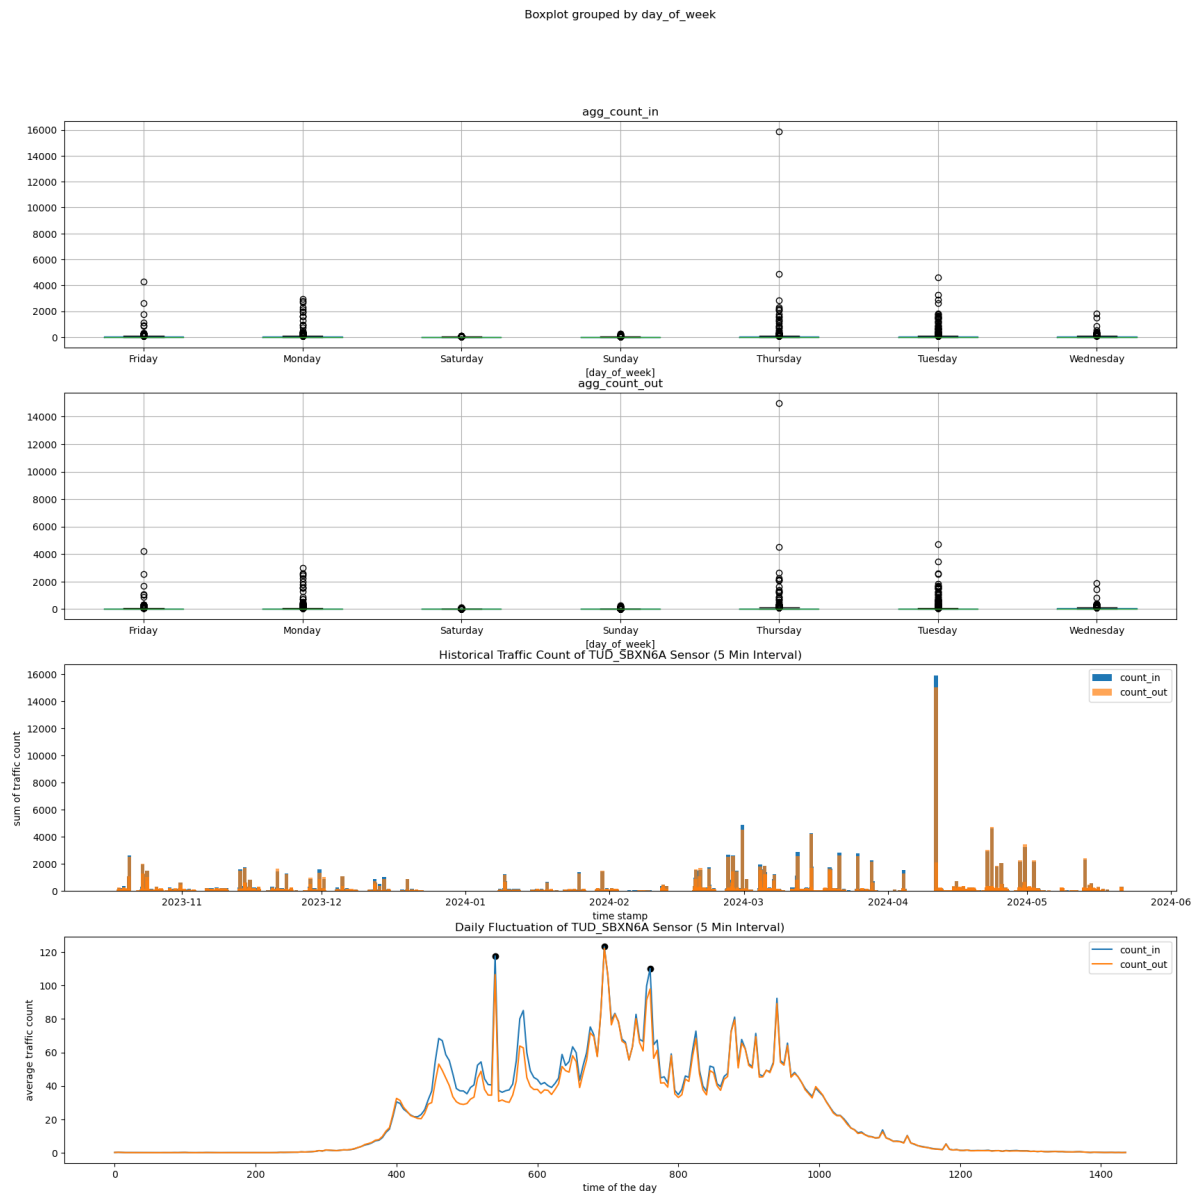 Boxplot grouped by day_of_week
agg_count_in
16000
14000
12000
10000
8000
6000
4000
2000
0
Friday Monday Saturday Sunday Thursday Tuesday Wednesday
[day_of_week]
agg_count_out
14000
12000
10000
8000
6000
4000
2000
0
Friday Monday Saturday Sunday Thursday Tuesday Wednesday
[day_of_week]
Historical Traffic Count of TUD_SBXN6A Sensor (5 Min Interval)
sum of traffic count
16000
14000
12000
10000
8000
6000
4000
2000
0
count_in
count_out
2023-11 2023-12 2024-01 2024-02 2024-03 2024-04 2024-05 2024-06
time stamp
Daily Fluctuation of TUD_SBXN6A Sensor (5 Min Interval)
average traffic count
120
100
80
60
40
20
0
count_in
count_out
0 200 400 600 800 1000 1200 1400
time of the day